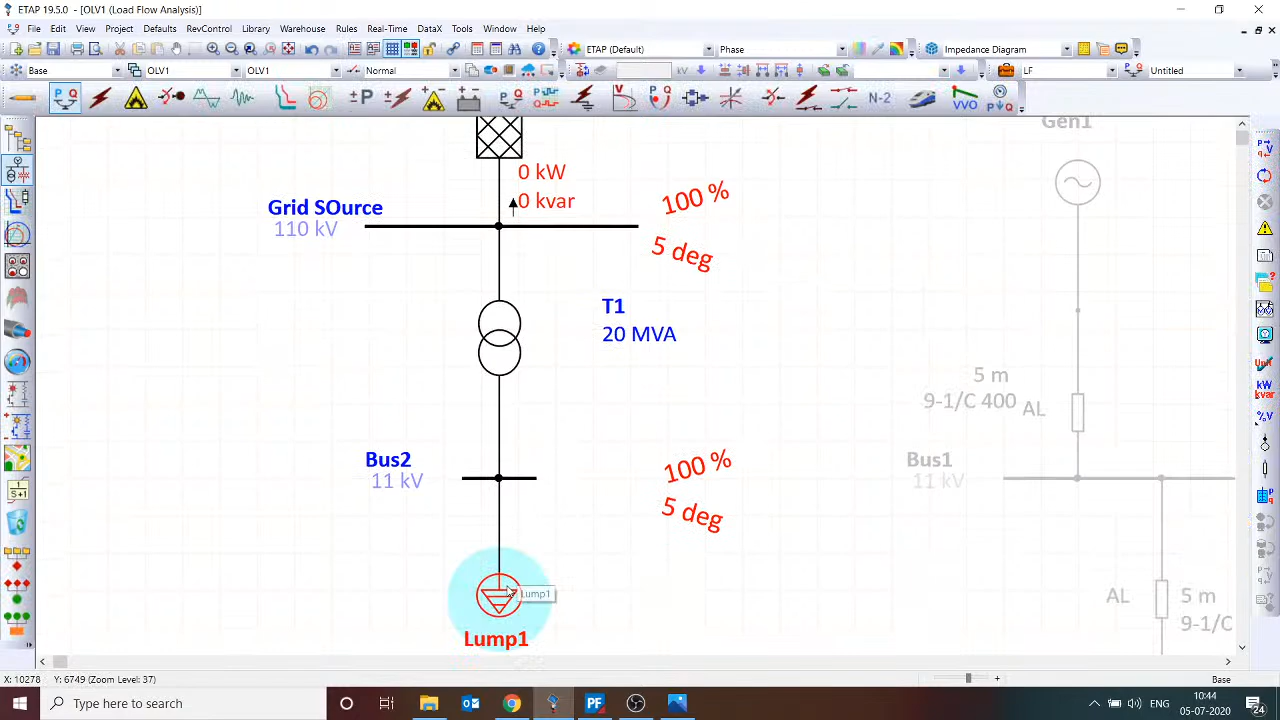 ETAP 19.5.0 - [OLV1 (Load Flow Analysis)]
File Edit View Project Defaults RevControl Library Warehouse Rules Real-Time DataX Tools Window Help
ETAP (Default) Phase Impedance Diagram
Base OLV1 OLV1 Normal kV LF Untitled
N-2 VVO
Gen1
0 kW
0 kvar
100 %
Grid SOurce
110 kV
5 deg
T1
20 MVA
5 m
9-1/C 400 AL
Bus2
11 kV
100 %
5 deg
Bus1
11 kV
Lump1
Lump1
AL 5 m
9-1/C
X: 10278 Y: 6749 (Zoom Level: 37) Base
Type here to search
PF
ENG
10:44
05-07-2020
24